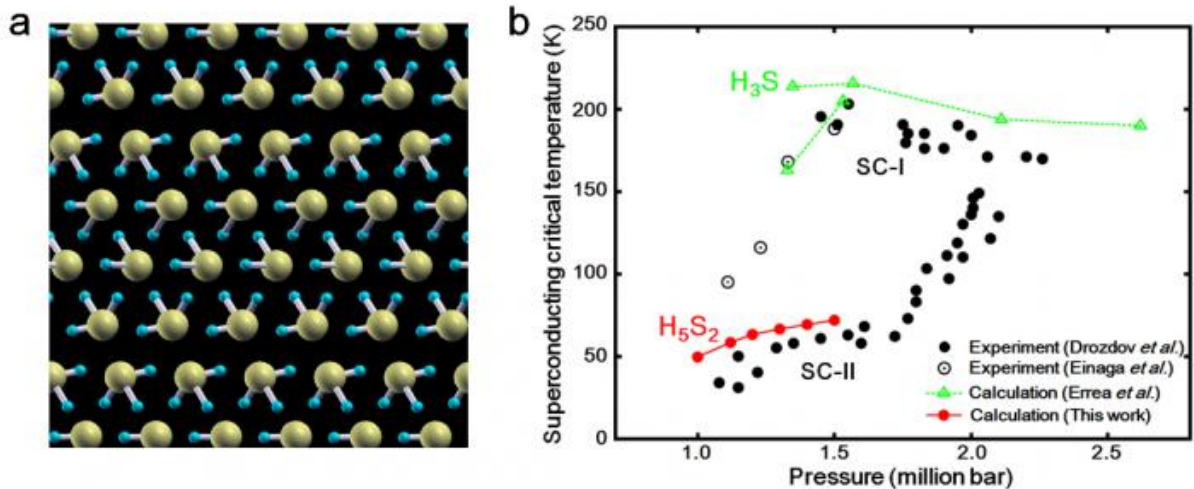 a
b
250
200
150
100
50
0
Superconducting critical temperature (K)
H₃S
SC-I
H₅S₂
SC-II
Experiment (Drozdov et al.)
Experiment (Einaga et al.)
Calculation (Errea et al.)
Calculation (This work)
1.0 1.5 2.0 2.5
Pressure (million bar)